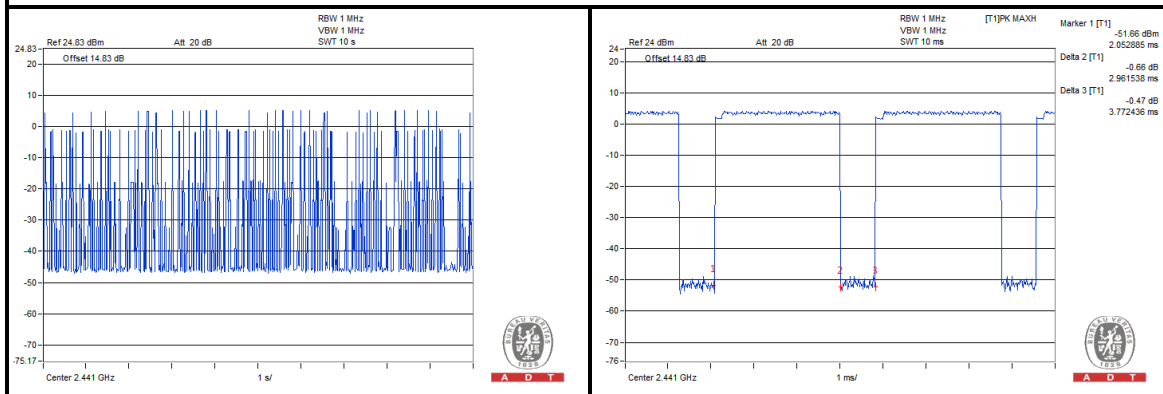 RBW 1 MHz
VBW 1 MHz
SWT 10 s
Ref 24.83 dBm Att 20 dB
24.83
Offset 14.83 dB
20
10
0
-10
-20
-30
-40
-50
-60
-70
-75.17
Center 2.441 GHz 1 s/
BUREAU VERITAS
1828
A D T
RBW 1 MHz [T1]PK MAXH
VBW 1 MHz
SWT 10 ms
Ref 24 dBm Att 20 dB
Marker 1 [T1]
-51.66 dBm
2.052885 ms
Delta 2 [T1]
-0.66 dB
2.961538 ms
Delta 3 [T1]
-0.47 dB
3.772436 ms
24
Offset 14.83 dB
20
10
0
-10
-20
-30
-40
-50
-60
-70
-76
1
2
3
Center 2.441 GHz 1 ms/
BUREAU VERITAS
1828
A D T